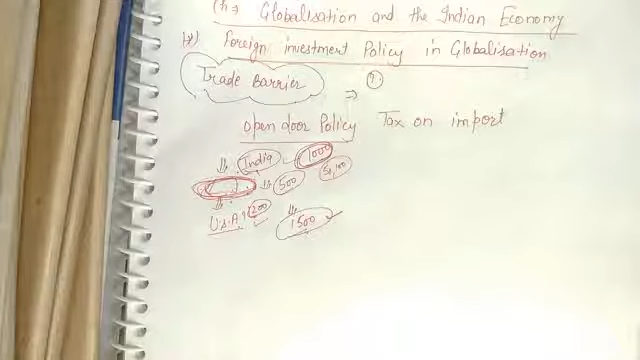 Globalisation and the Indian Economy
Foreign investment Policy in Globalisation
Trade Barrier
⇒
Open door Policy Tax on import
India 1000
500
U.S.A 200 1500